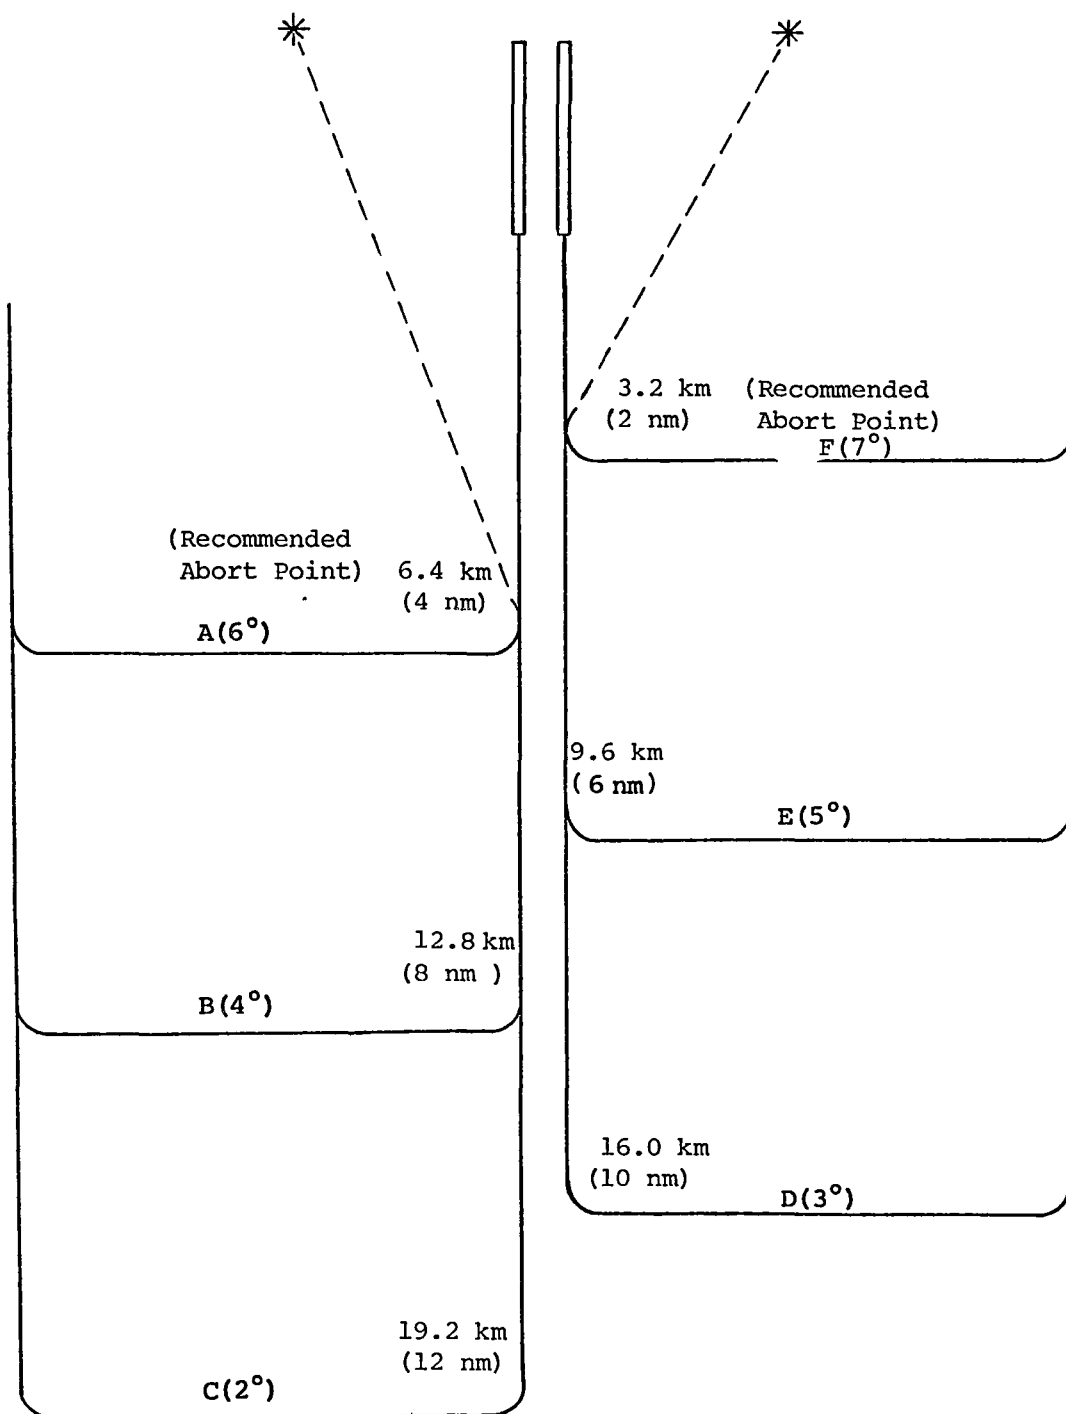 3.2 km (Recommended
(2 nm) Abort Point)
F(7°)
(Recommended
Abort Point) 6.4 km
(4 nm)
A(6°)
9.6 km
(6 nm)
E(5°)
12.8 km
(8 nm )
B(4°)
16.0 km
(10 nm)
D(3°)
19.2 km
(12 nm)
C(2°)